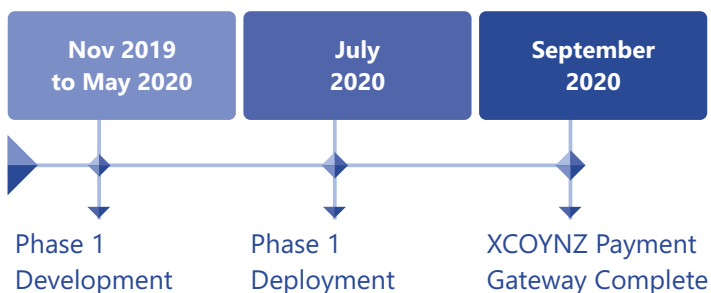 Nov 2019
to May 2020
July
2020
September
2020
Phase 1
Development
Phase 1
Deployment
XCOYNZ Payment
Gateway Complete